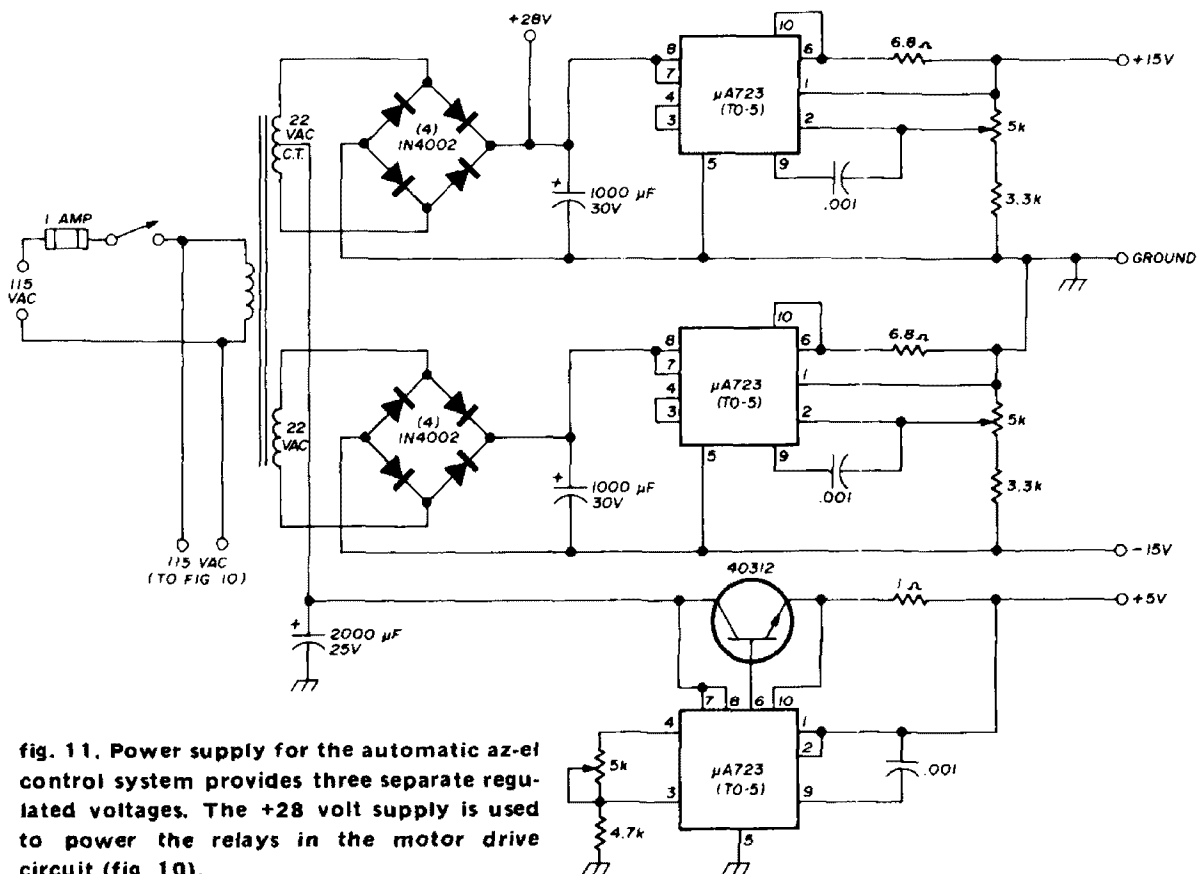 +28V
22
VAC
C.T.
(4)
1N4002
+
1000 µF
30V
10
8
7
4
3
µA723
(TO-5)
6
1
2
5
9
6.8Ω
5k
3.3k
.001
+15V
GROUND
1 AMP
115
VAC
115 VAC
(TO FIG 10)
22
VAC
(4)
1N4002
+
1000 µF
30V
10
8
7
4
3
µA723
(TO-5)
6
1
2
5
9
6.8Ω
5k
3.3k
.001
-15V
40312
1Ω
+5V
+
2000 µF
25V
7
8
6
10
4
3
µA723
(TO-5)
1
2
9
5
5k
4.7k
.001
fig. 11. Power supply for the automatic az-el
control system provides three separate regu-
lated voltages. The +28 volt supply is used
to power the relays in the motor drive
circuit (fig. 10).